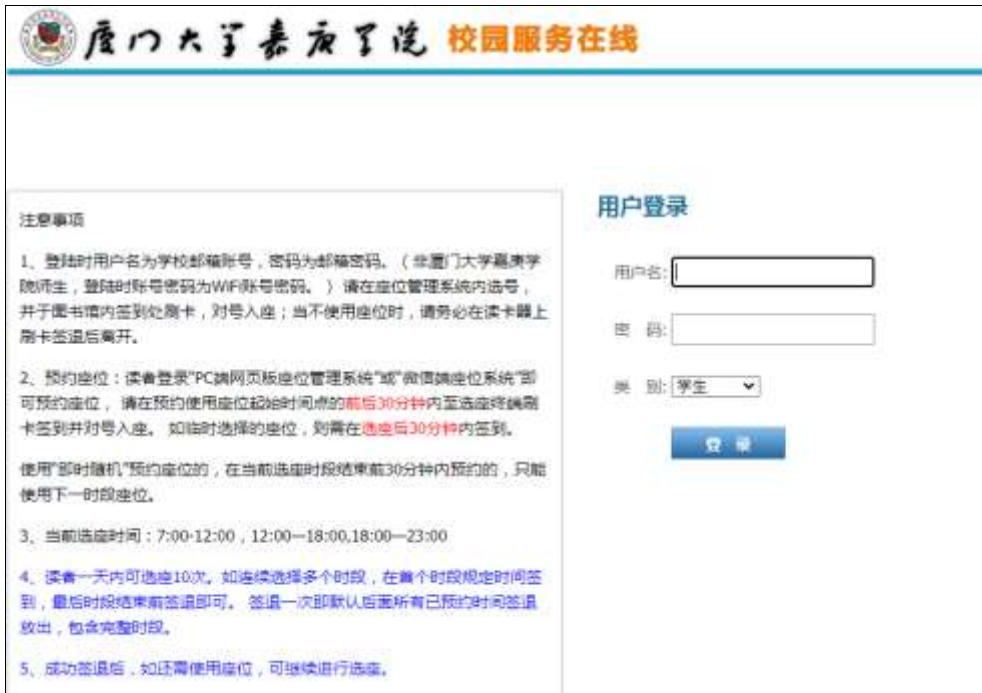 厦门大学嘉庚学院 校园服务在线
注意事项
用户登录
1、登陆时用户名为学校邮箱账号，密码为邮箱密码。（非厦门大学嘉庚学
院师生，登陆时账号密码为WiFi账号密码。）请在座位管理系统内选号，
并于图书馆内签到处刷卡，对号入座；当不使用座位时，请务必在读卡器上
刷卡签退后离开。
2、预约座位：读者登录"PC端网页版座位管理系统"或"微信端座位系统"即
可预约座位， 请在预约使用座位起始时间点的前后30分钟内至选座终端刷
卡签到并对号入座。 如临时选择的座位，则需在选座后30分钟内签到。
使用"即时随机"预约座位的，在当前选座时段结束前30分钟内预约的，只能
使用下一时段座位。
3、当前选座时间：7:00-12:00，12:00—18:00,18:00—23:00
4、读者一天内可选座10次。如连续选择多个时段，在首个时段规定时间签
到，最后时段结束前签退即可。 签退一次即默认后面所有已预约时间签退
放出，包含完整时段。
5、成功签退后，如还需使用座位，可继续进行选座。
用户名:
密 码:
类 别: 学生
登 录